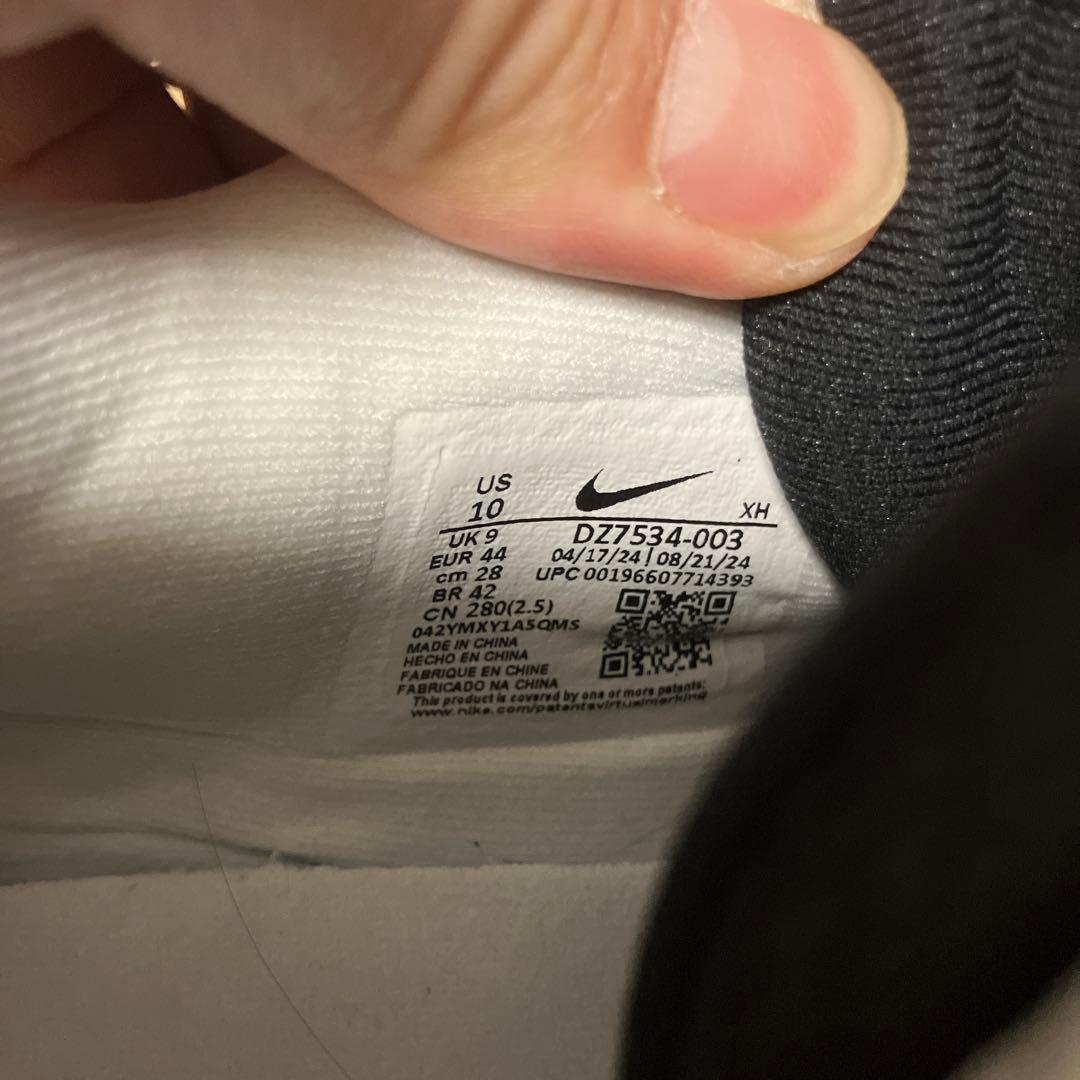 US
10
XH
UK 9
DZ7534-003
EUR 44
04/17/24 | 08/21/24
cm 28
UPC 00196607714393
BR 42
CN 280(2.5)
042YMXY1A5QMS
MADE IN CHINA
HECHO EN CHINA
FABRIQUE EN CHINE
FABRICADO NA CHINA
This product is covered by one or more patents:
www.nike.com/patentsvirtualmarking